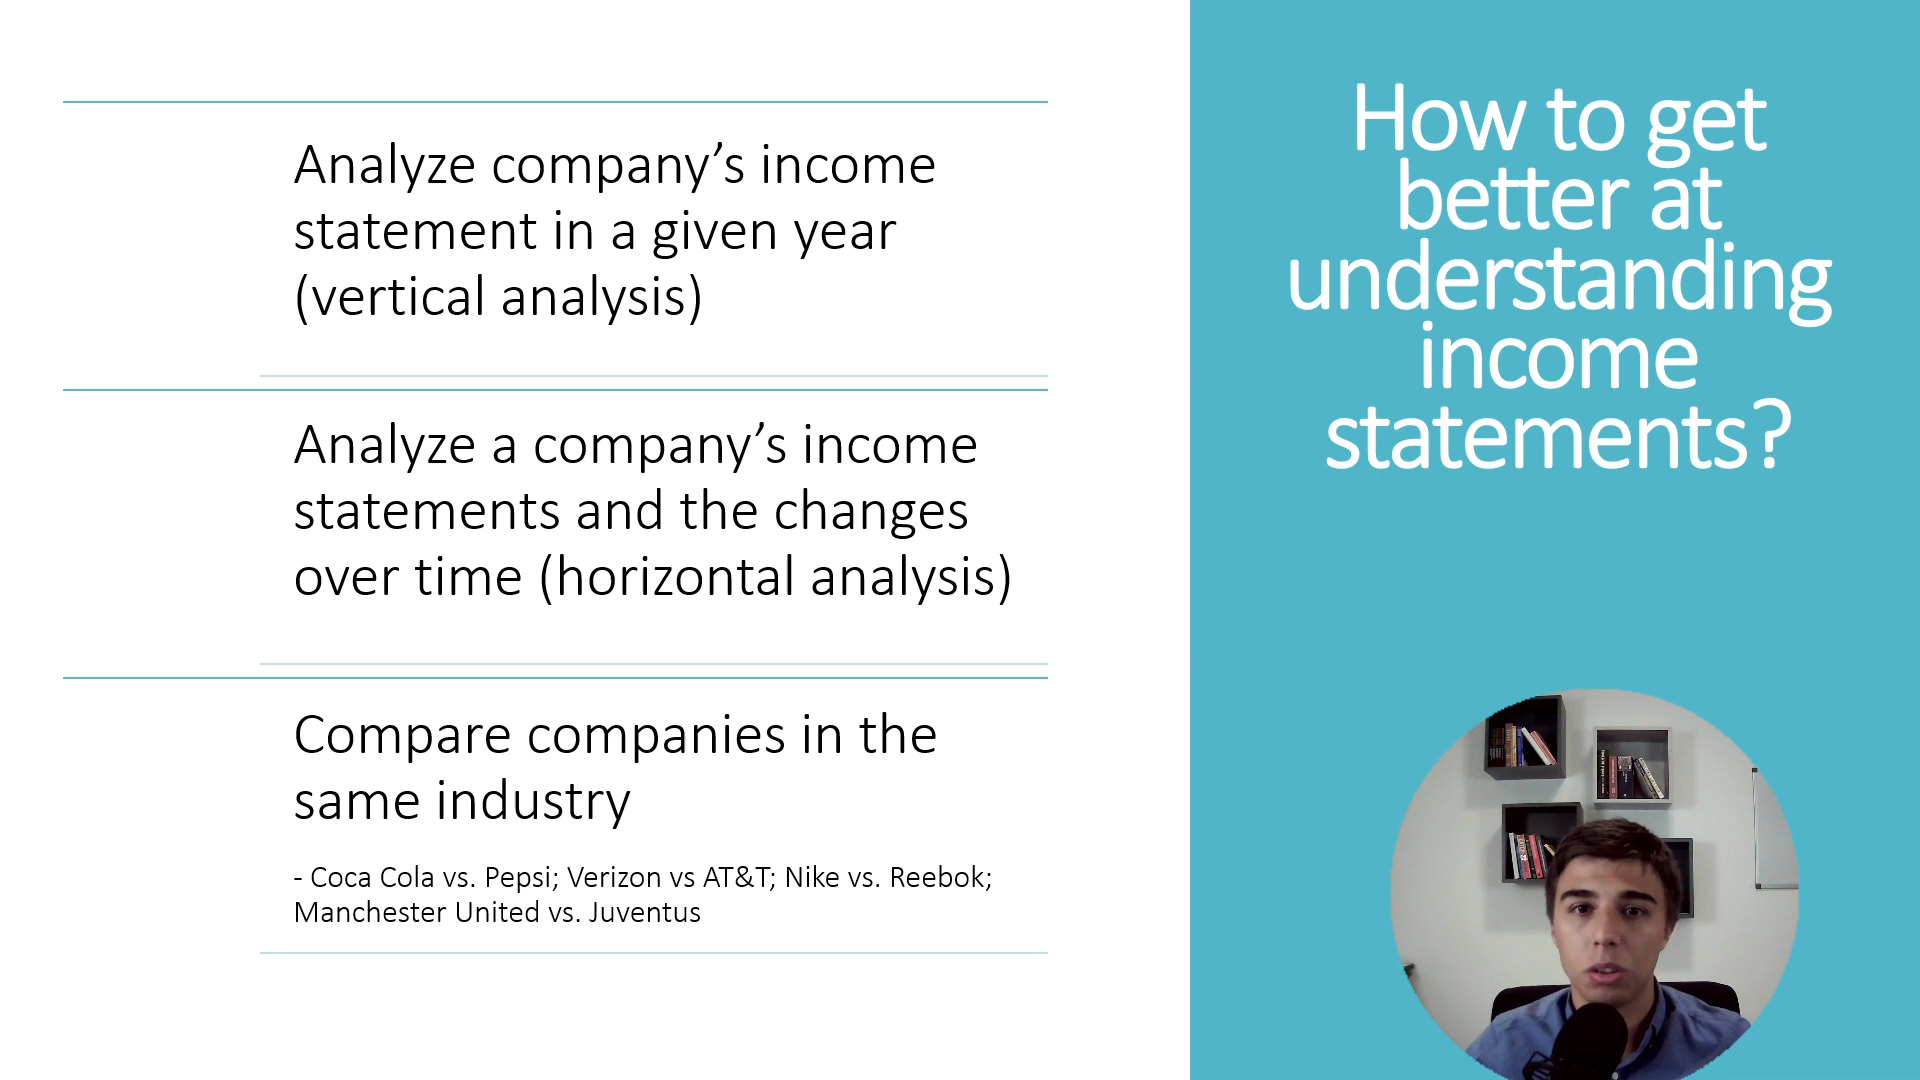 Analyze company’s income
statement in a given year
(vertical analysis)
Analyze a company’s income
statements and the changes
over time (horizontal analysis)
Compare companies in the
same industry
- Coca Cola vs. Pepsi; Verizon vs AT&T; Nike vs. Reebok;
Manchester United vs. Juventus
How to get
better at
understanding
income
statements?